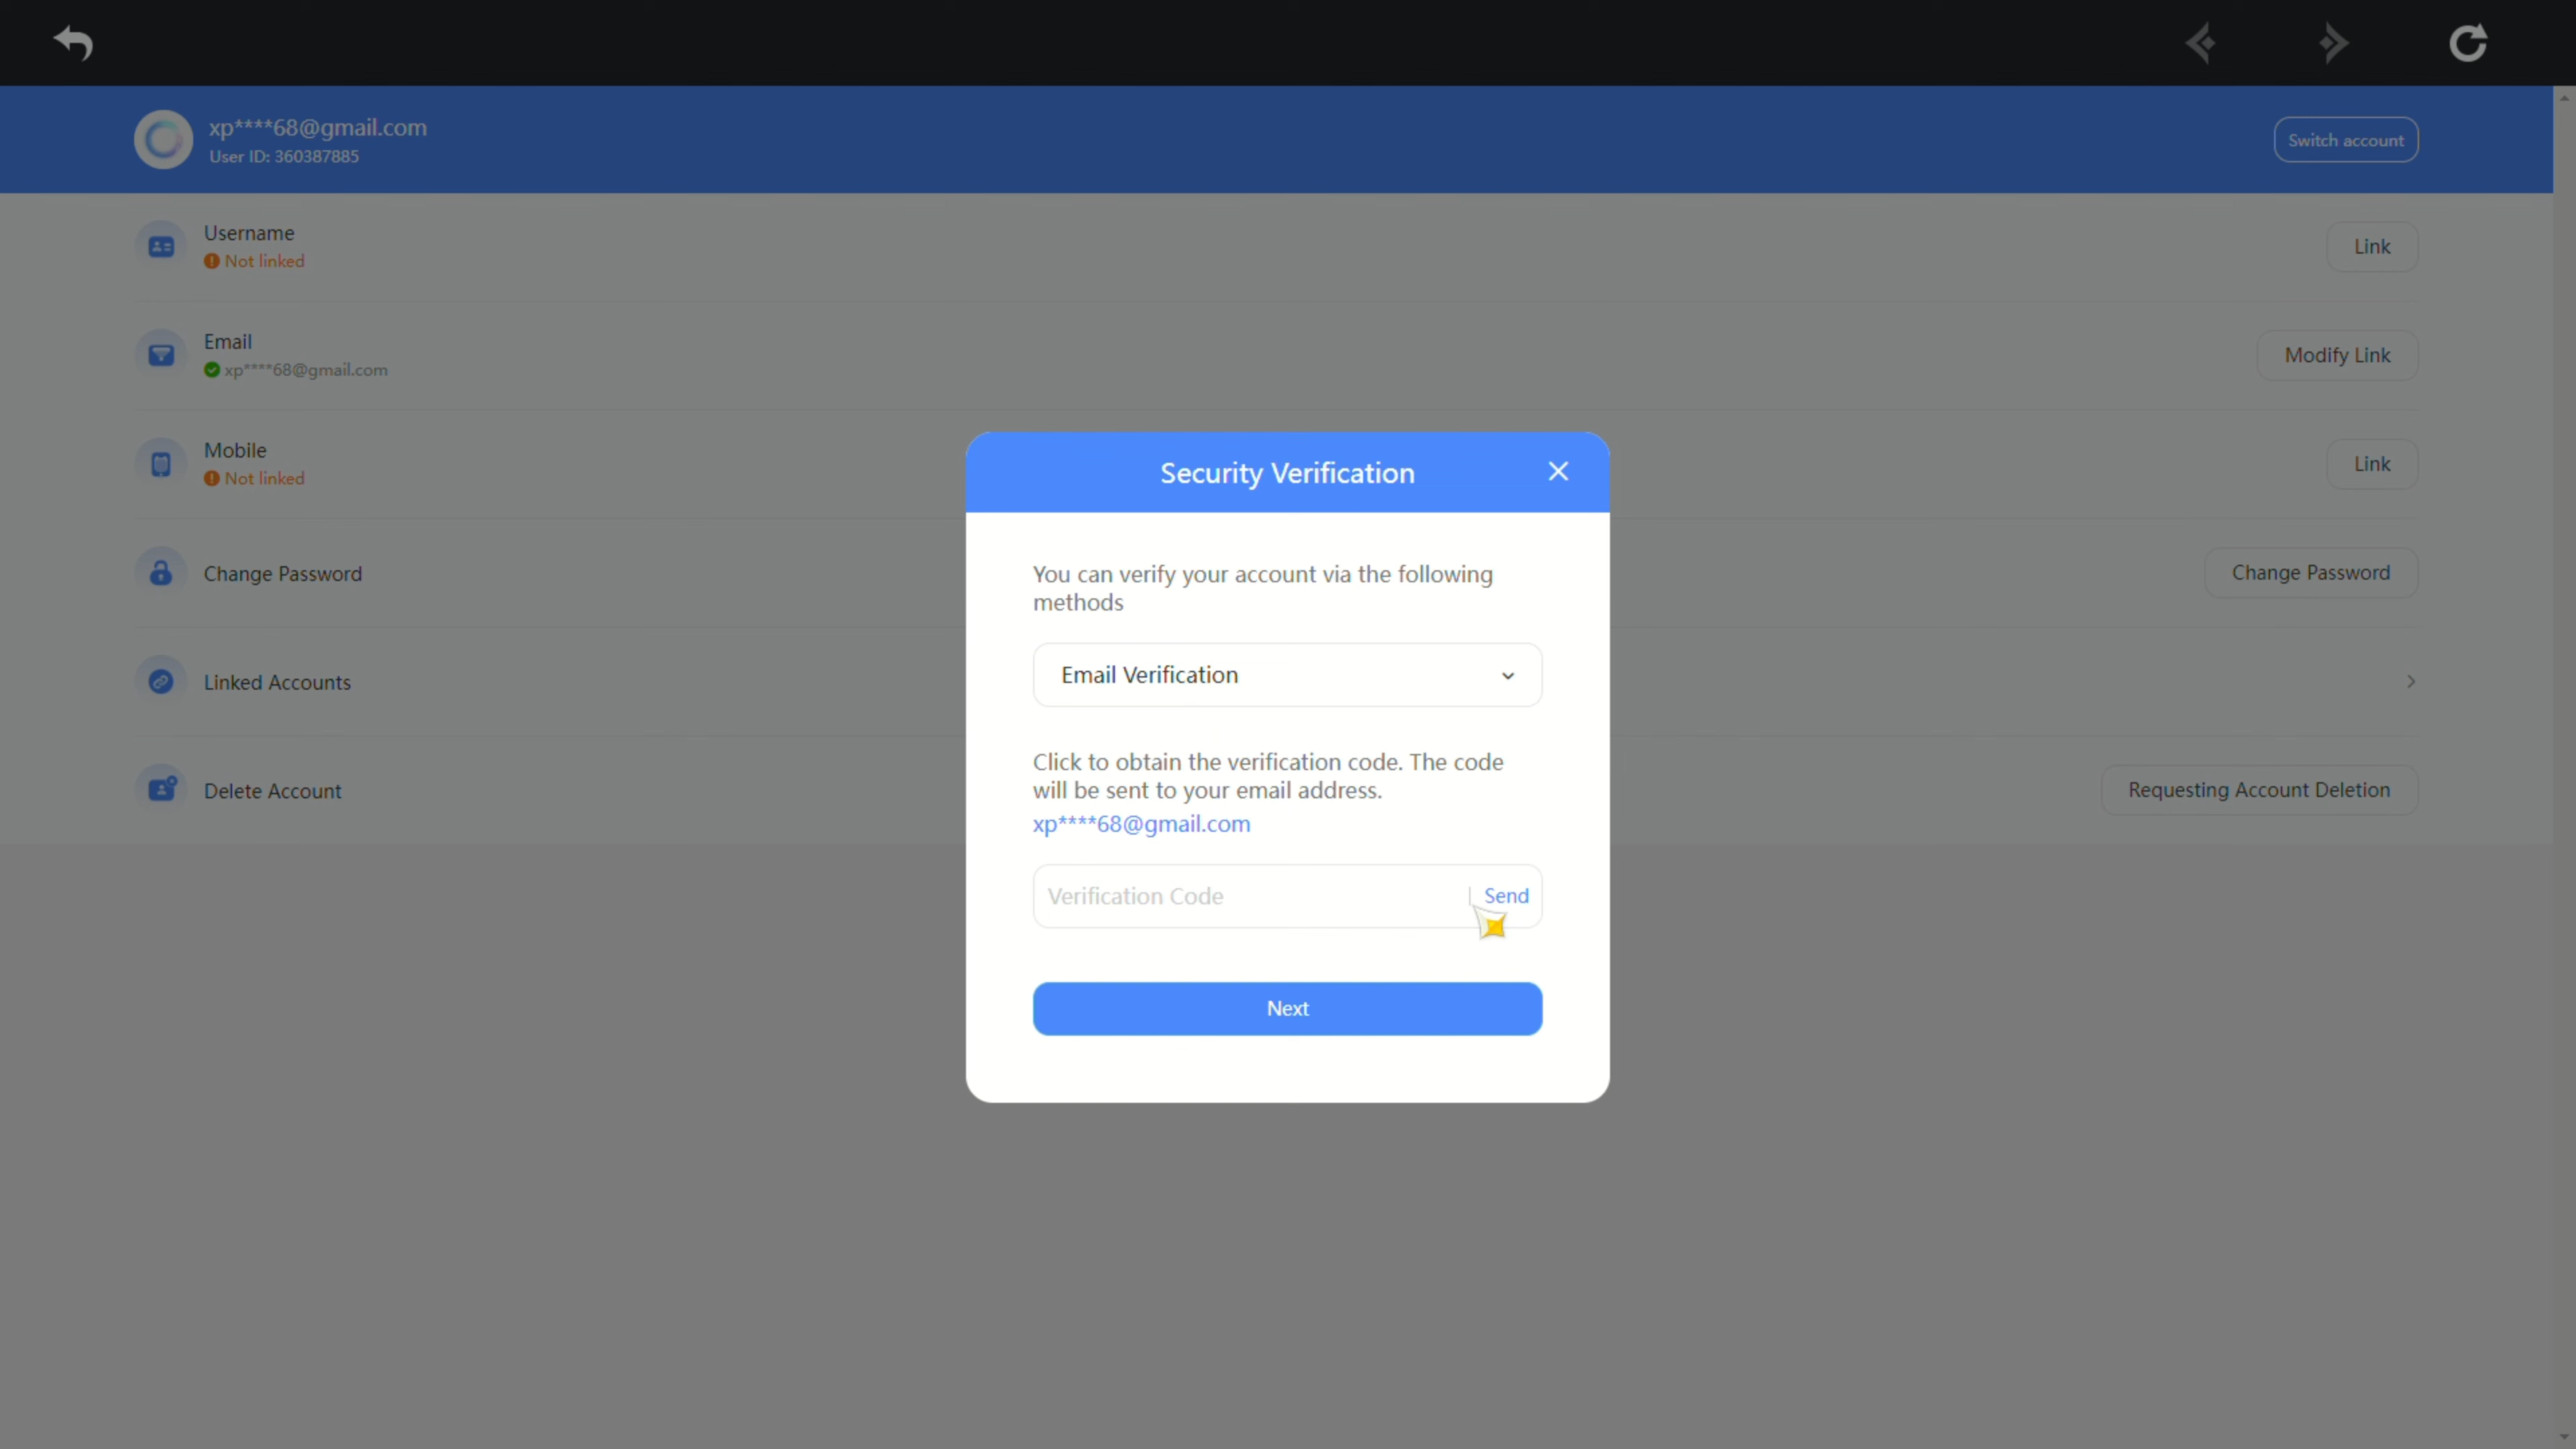 xp****68@gmail.com
User ID: 360387885
Switch account
Username
Not linked
Link
Email
xp****68@gmail.com
Modify Link
Mobile
Not linked
Link
Change Password
Change Password
Linked Accounts
Delete Account
Requesting Account Deletion
Security Verification
You can verify your account via the following
methods
Email Verification
Click to obtain the verification code. The code
will be sent to your email address.
xp****68@gmail.com
Verification Code
Send
Next